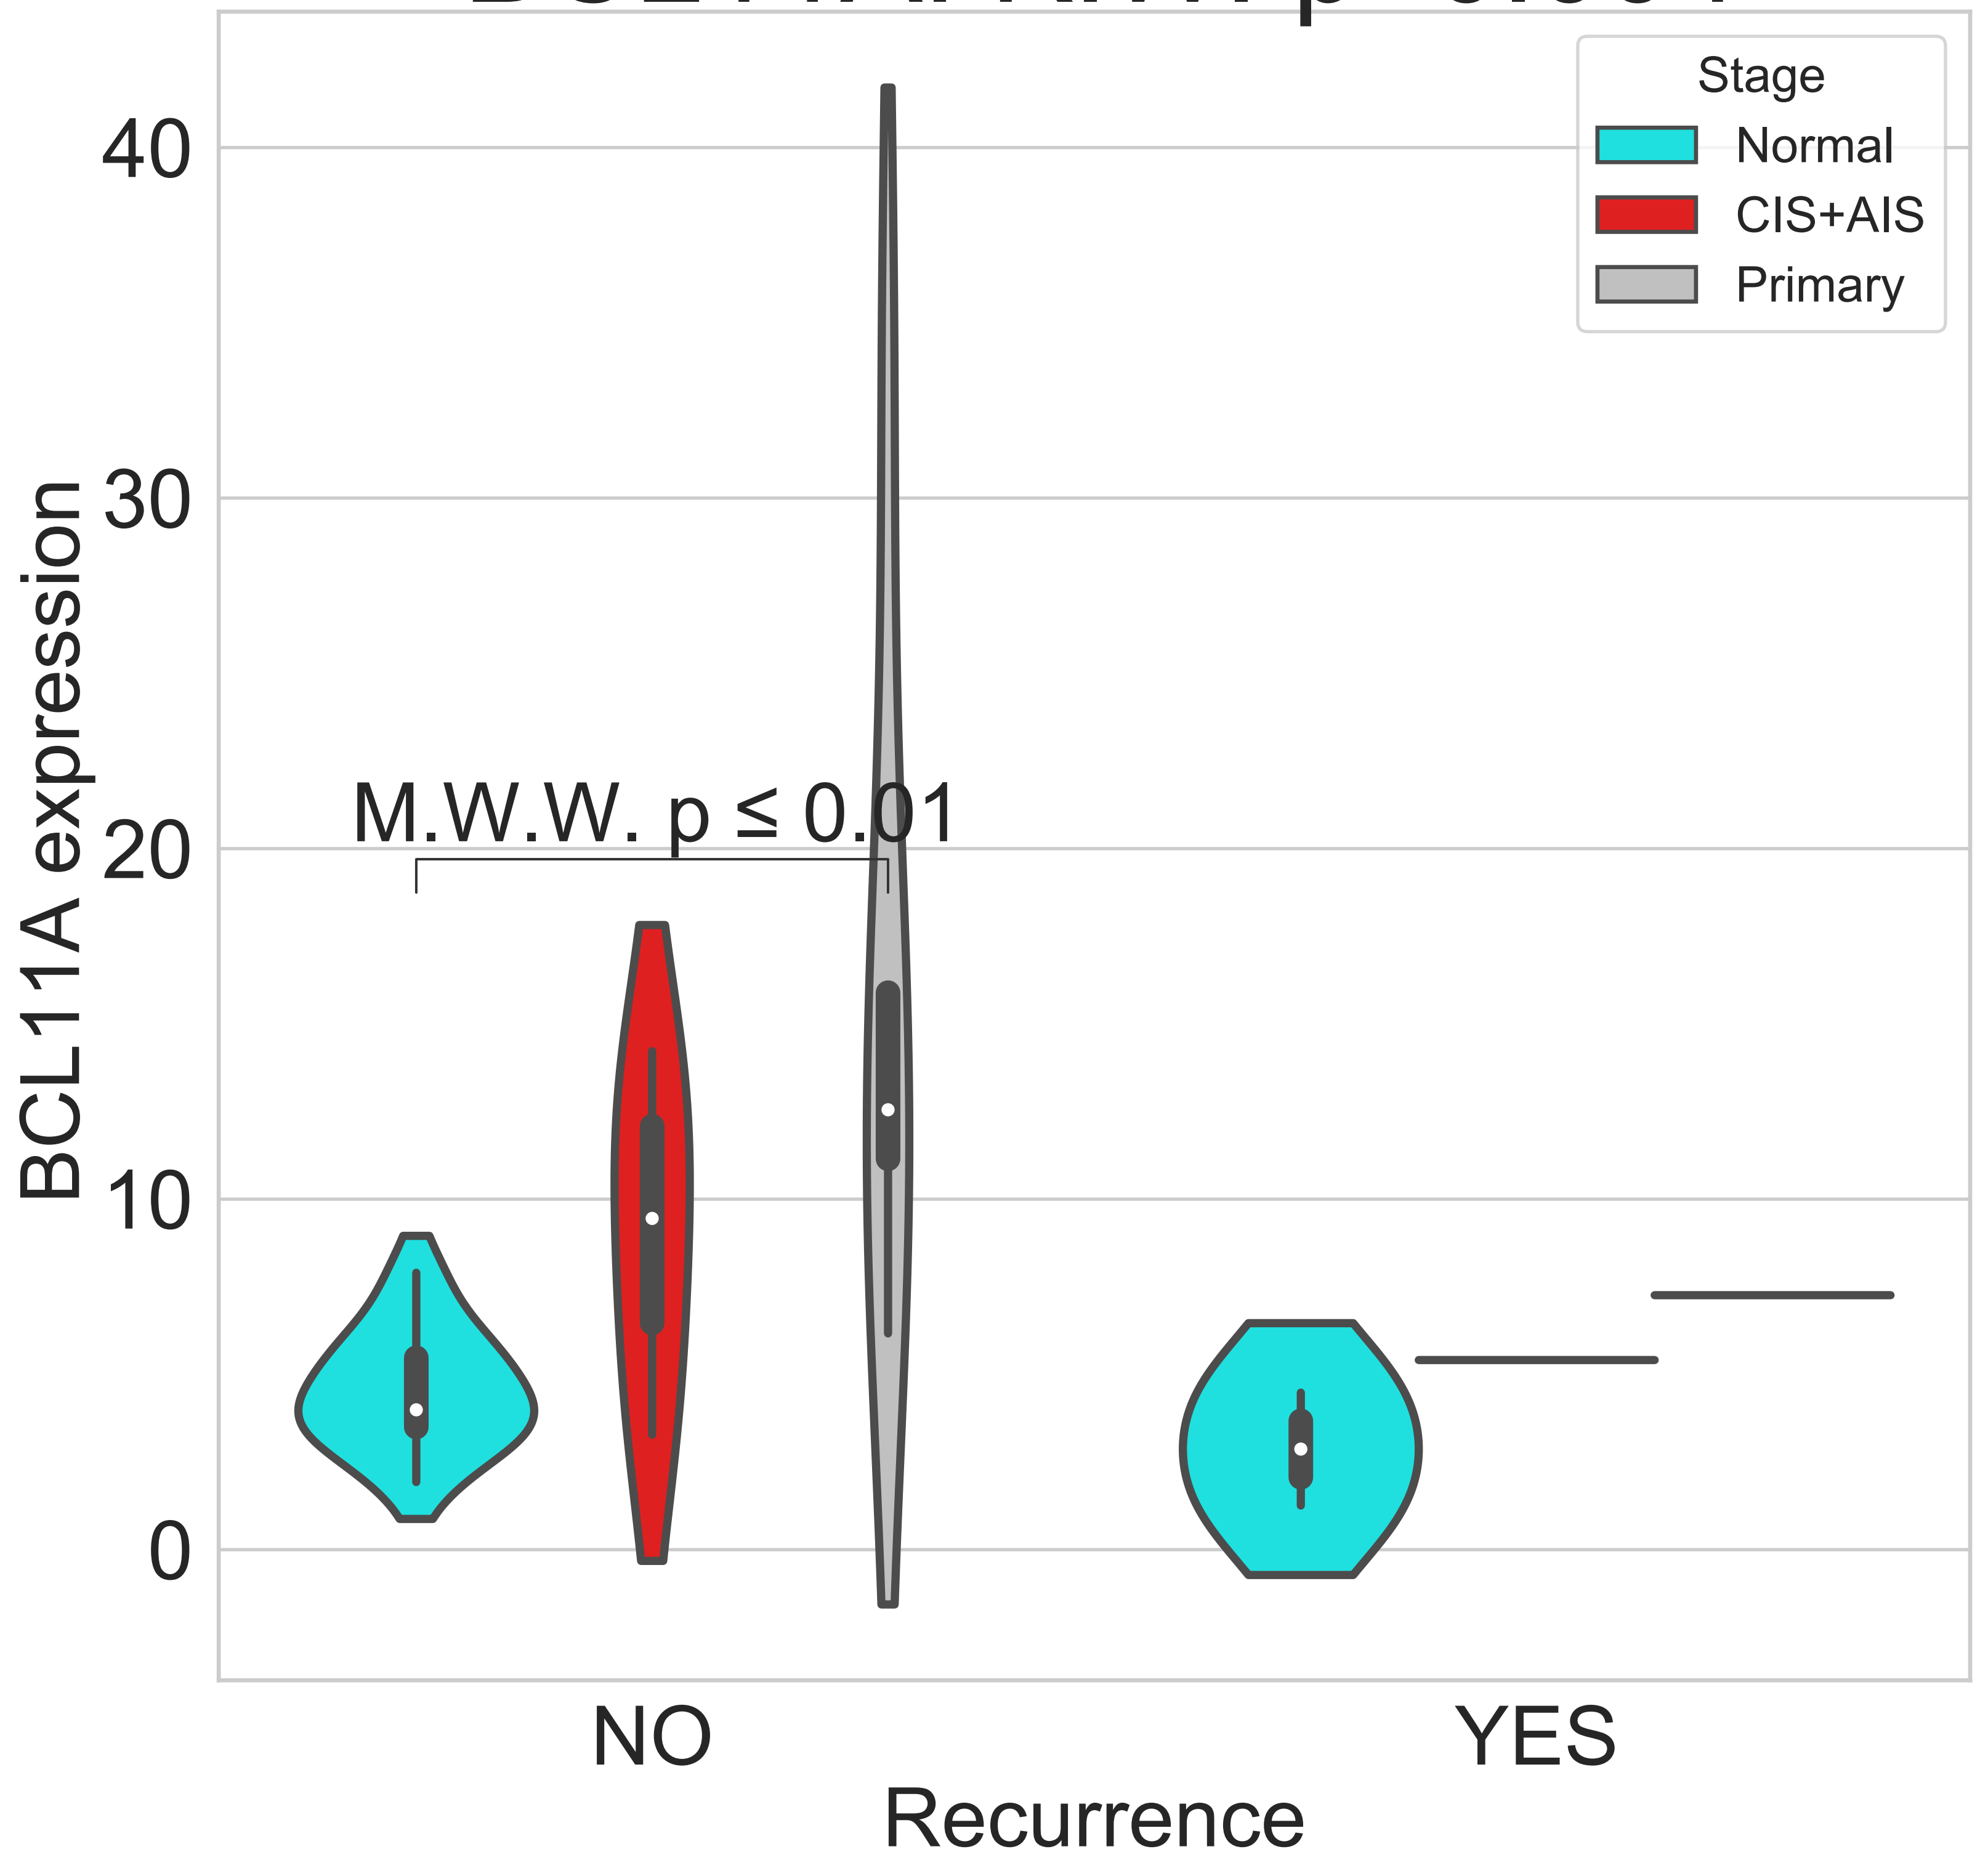 Stage
Normal
CIS+AIS
Primary
40
30
20
10
0
BCL11A expression
M.W.W. p ≤ 0.01
NO
YES
Recurrence